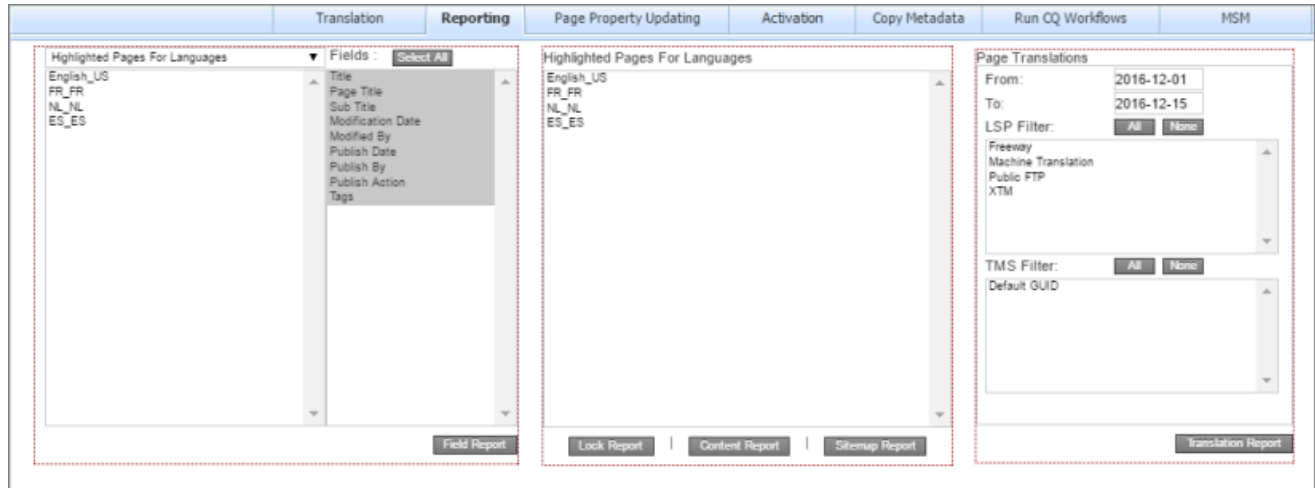 Translation Reporting Page Property Updating Activation Copy Metadata Run CQ Workflows MSM
Highlighted Pages For Languages
English_US
FR_FR
NL_NL
ES_ES
Fields : Select All
Title
Page Title
Sub Title
Modification Date
Modified By
Publish Date
Publish By
Publish Action
Tags
Field Report
Highlighted Pages For Languages
English_US
FR_FR
NL_NL
ES_ES
Lock Report | Content Report | Sitemap Report
Page Translations
From: 2016-12-01
To: 2016-12-15
LSP Filter: All None
Freeway
Machine Translation
Public FTP
XTM
TMS Filter: All None
Default GUID
Translation Report